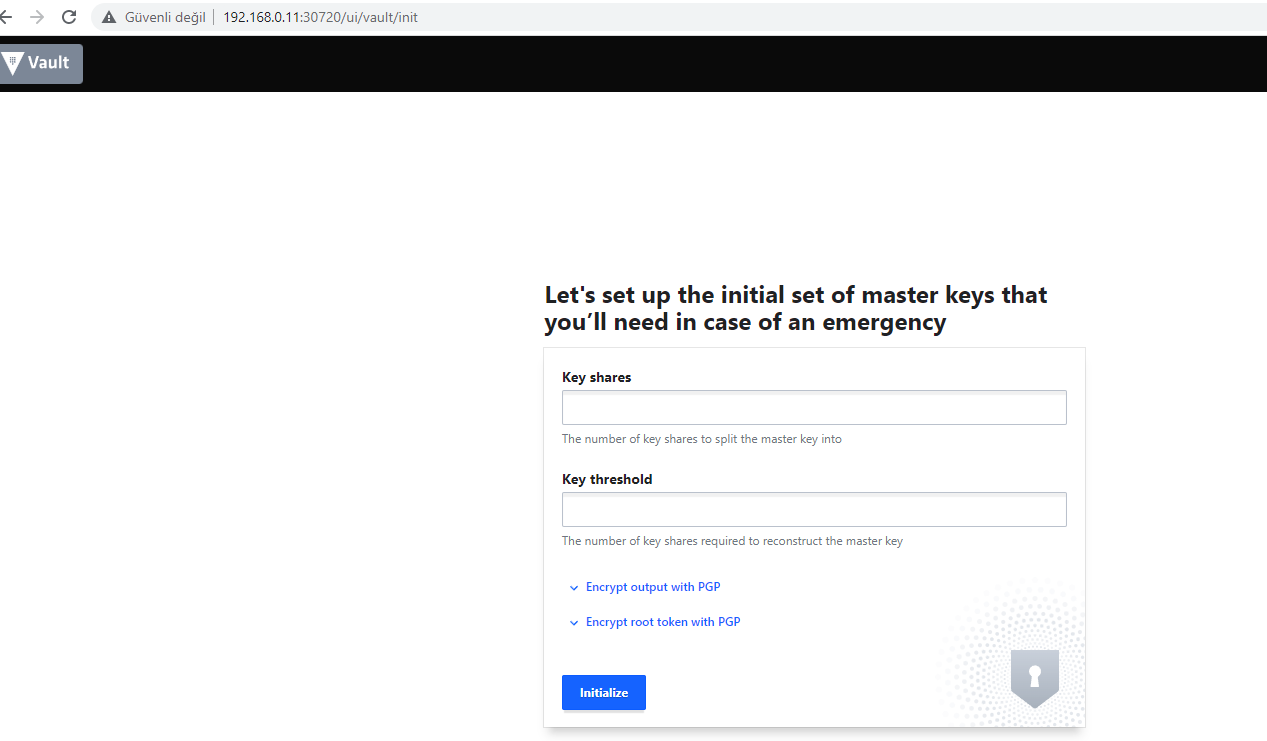 Güvenli değil 192.168.0.11:30720/ui/vault/init
Vault
Let's set up the initial set of master keys that
you’ll need in case of an emergency
Key shares
The number of key shares to split the master key into
Key threshold
The number of key shares required to reconstruct the master key
Encrypt output with PGP
Encrypt root token with PGP
Initialize